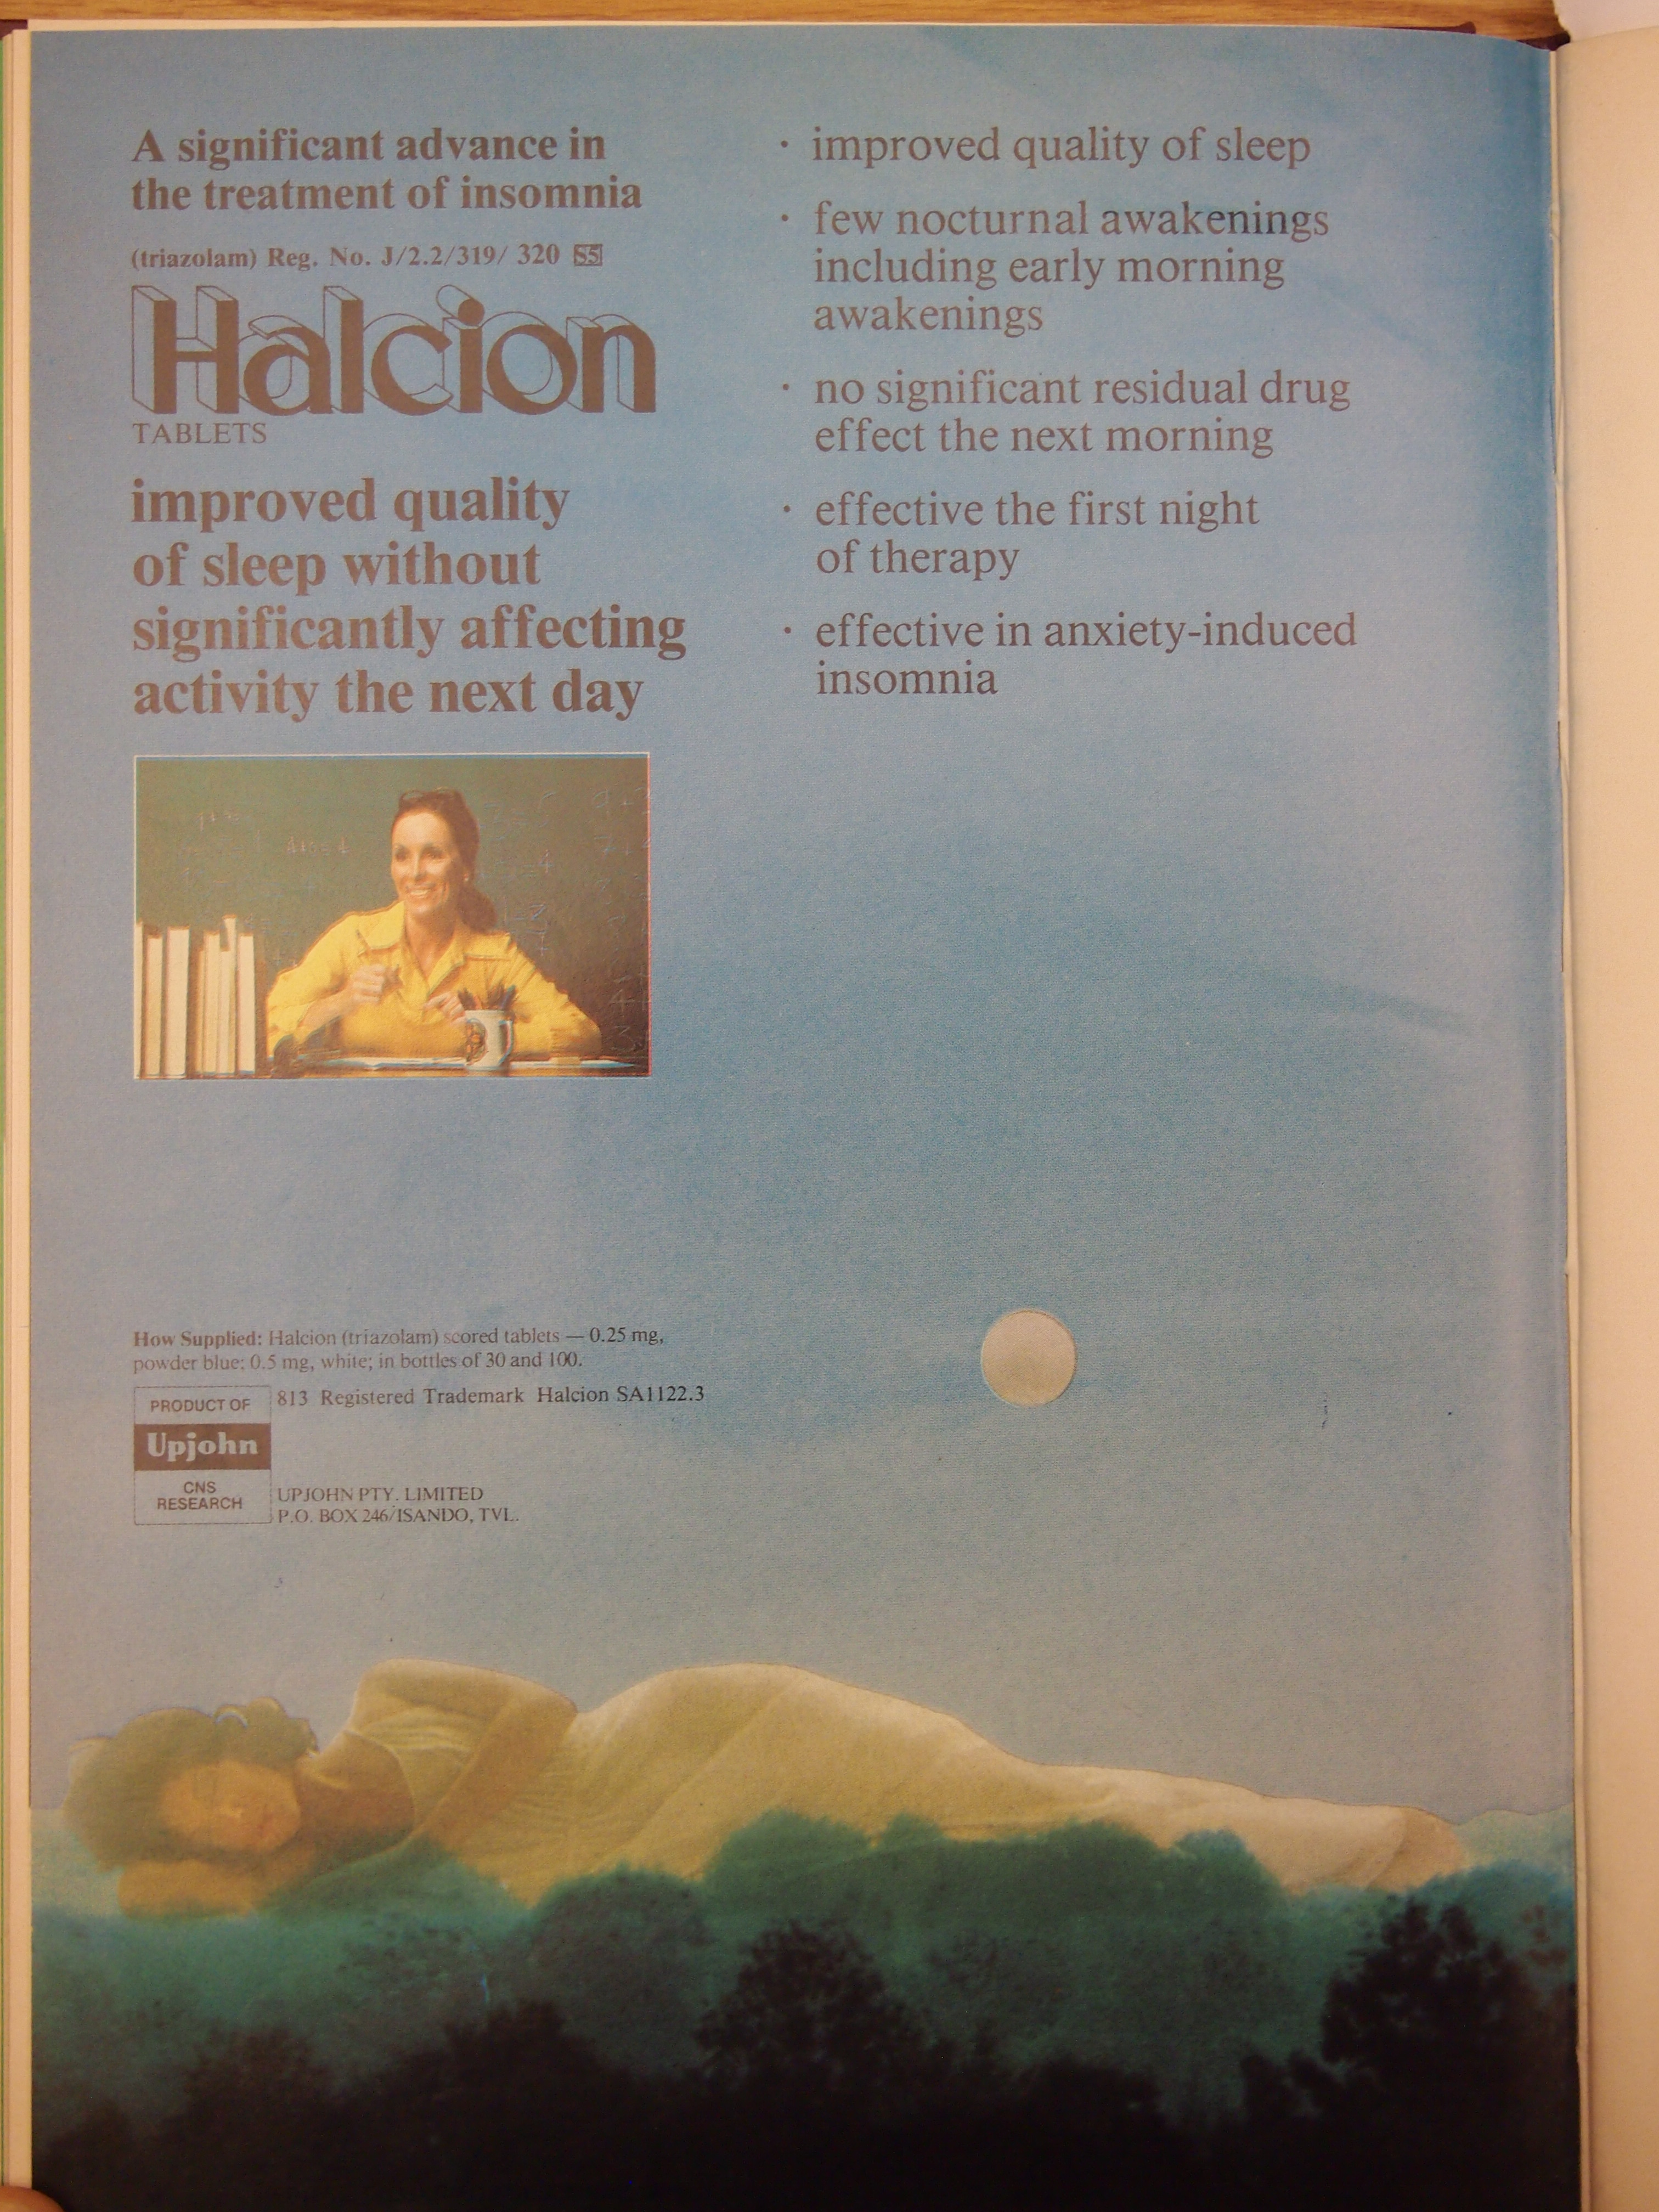 A significant advance in
the treatment of insomnia
(triazolam) Reg. No. J/2.2/319/ 320 S5
Halcion
TABLETS
improved quality
of sleep without
significantly affecting
activity the next day
· improved quality of sleep
· few nocturnal awakenings
including early morning
awakenings
· no significant residual drug
effect the next morning
· effective the first night
of therapy
· effective in anxiety-induced
insomnia
How Supplied: Halcion (triazolam) scored tablets — 0.25 mg,
powder blue; 0.5 mg, white; in bottles of 30 and 100.
813 Registered Trademark Halcion SA1122.3
PRODUCT OF
Upjohn
CNS
RESEARCH
UPJOHN PTY. LIMITED
P.O. BOX 246/ISANDO, TVL.